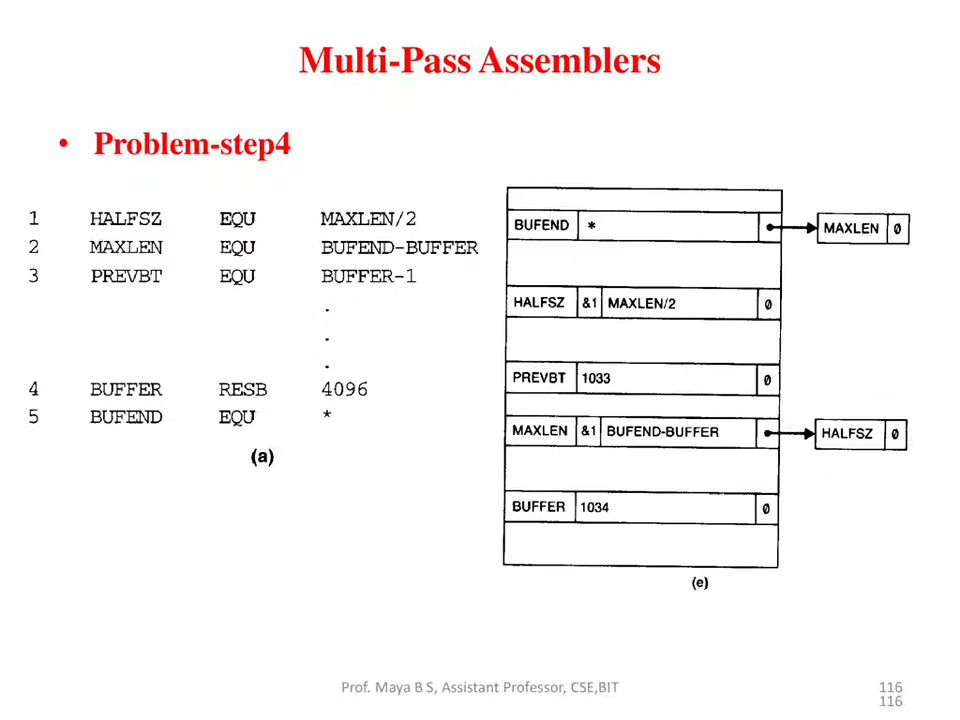 Multi-Pass Assemblers
• Problem-step4
1 HALFSZ EQU MAXLEN/2
2 MAXLEN EQU BUFEND-BUFFER
3 PREVBT EQU BUFFER-1
.
.
.
4 BUFFER RESB 4096
5 BUFEND EQU *
(a)
BUFEND * MAXLEN 0
HALFSZ &1 MAXLEN/2 0
PREVBT 1033 0
MAXLEN &1 BUFEND-BUFFER HALFSZ 0
BUFFER 1034 0
(e)
Prof. Maya B S, Assistant Professor, CSE,BIT
116
116